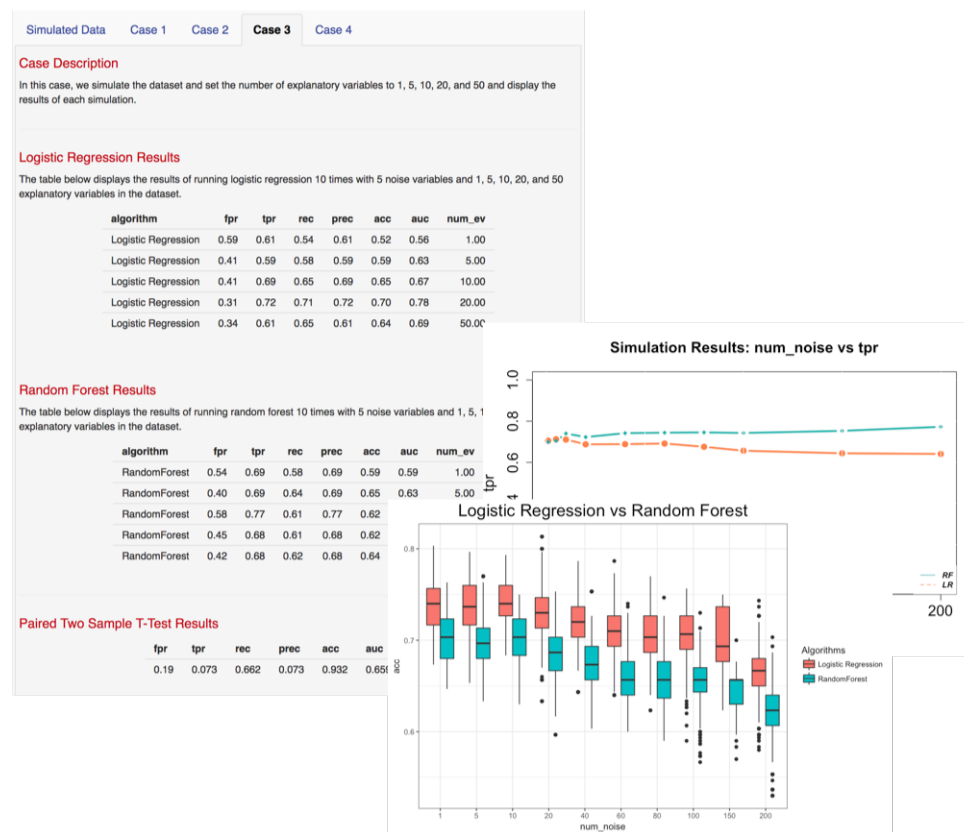 Simulated Data Case 1 Case 2 Case 3 Case 4
Case Description
In this case, we simulate the dataset and set the number of explanatory variables to 1, 5, 10, 20, and 50 and display the
results of each simulation.
Logistic Regression Results
The table below displays the results of running logistic regression 10 times with 5 noise variables and 1, 5, 10, 20, and 50
explanatory variables in the dataset.
algorithm fpr tpr rec prec acc auc num_ev
Logistic Regression 0.59 0.61 0.54 0.61 0.52 0.56 1.00
Logistic Regression 0.41 0.59 0.58 0.59 0.59 0.63 5.00
Logistic Regression 0.41 0.69 0.65 0.69 0.65 0.67 10.00
Logistic Regression 0.31 0.72 0.71 0.72 0.70 0.78 20.00
Logistic Regression 0.34 0.61 0.65 0.61 0.64 0.69 50.00
Random Forest Results
The table below displays the results of running random forest 10 times with 5 noise variables and 1, 5, 1
explanatory variables in the dataset.
algorithm fpr tpr rec prec acc auc num_ev
RandomForest 0.54 0.69 0.58 0.69 0.59 0.59 1.00
RandomForest 0.40 0.69 0.64 0.69 0.65 0.63 5.00
RandomForest 0.58 0.77 0.61 0.77 0.62
RandomForest 0.45 0.68 0.61 0.68 0.62
RandomForest 0.42 0.68 0.62 0.68 0.64
Paired Two Sample T-Test Results
fpr tpr rec prec acc auc
0.19 0.073 0.662 0.073 0.932 0.659
Simulation Results: num_noise vs tpr
1.0
0.8
0.6
4
tpr
RF
LR
200
Logistic Regression vs Random Forest
0.8
0.7
0.6
acc
1 5 10 20 40 60 80 100 150 200
num_noise
Algorithms
Logistic Regression
RandomForest